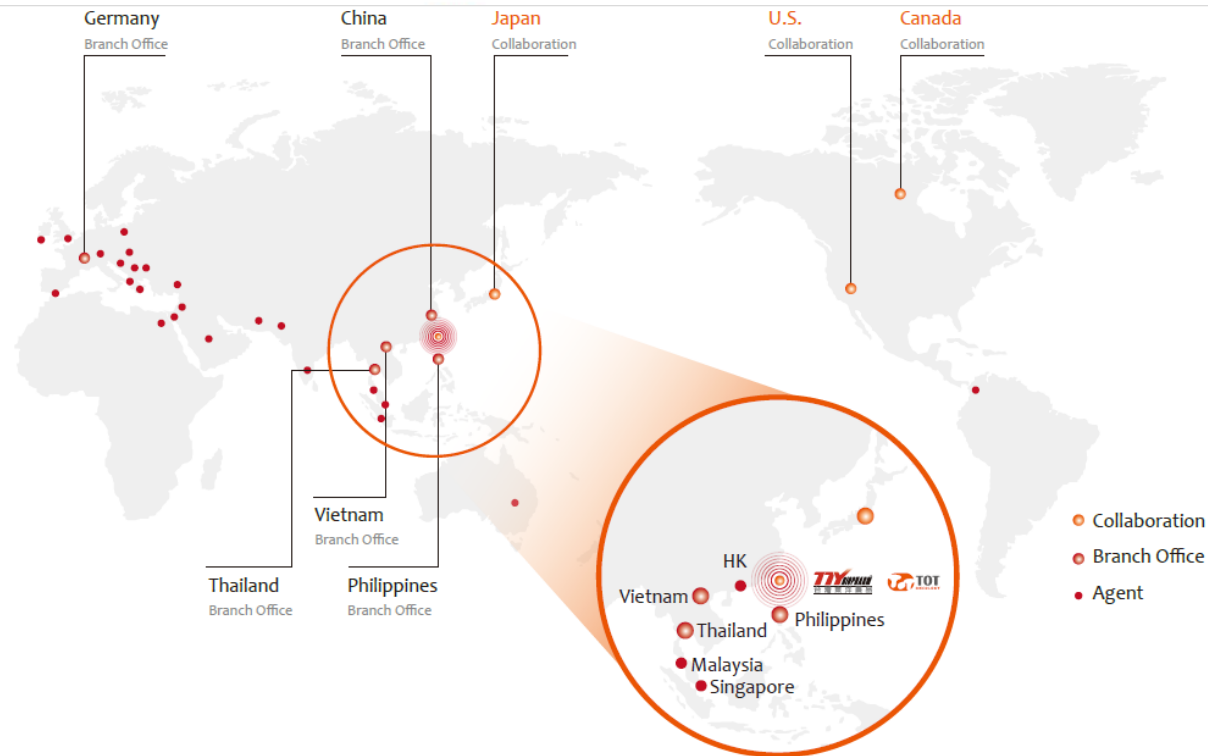 Germany
Branch Office
China
Branch Office
Japan
Collaboration
U.S.
Collaboration
Canada
Collaboration
Vietnam
Branch Office
Thailand
Branch Office
Philippines
Branch Office
HK
TOT
Vietnam
Philippines
Thailand
Malaysia
Singapore
Collaboration
Branch Office
Agent